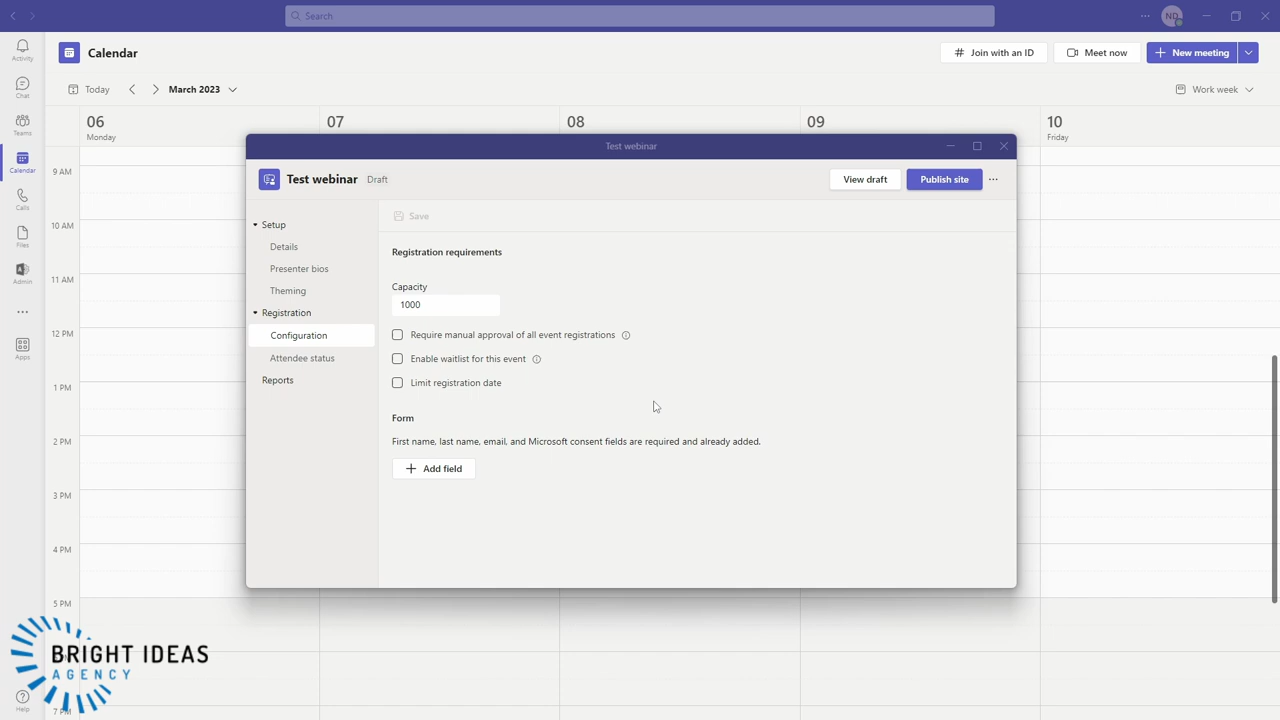 Search
ND
Activity
Chat
Teams
Calendar
Calls
Files
Admin
Apps
Help
Calendar
# Join with an ID
Meet now
New meeting
Today
March 2023
Work week
06
Monday
07
08
09
10
Friday
9 AM
10 AM
11 AM
12 PM
1 PM
2 PM
3 PM
4 PM
5 PM
7 PM
Test webinar
Test webinar Draft
View draft
Publish site
Setup
Details
Presenter bios
Theming
Registration
Configuration
Attendee status
Reports
Save
Registration requirements
Capacity
1000
Require manual approval of all event registrations
Enable waitlist for this event
Limit registration date
Form
First name, last name, email, and Microsoft consent fields are required and already added.
Add field
BRIGHT IDEAS
AGENCY